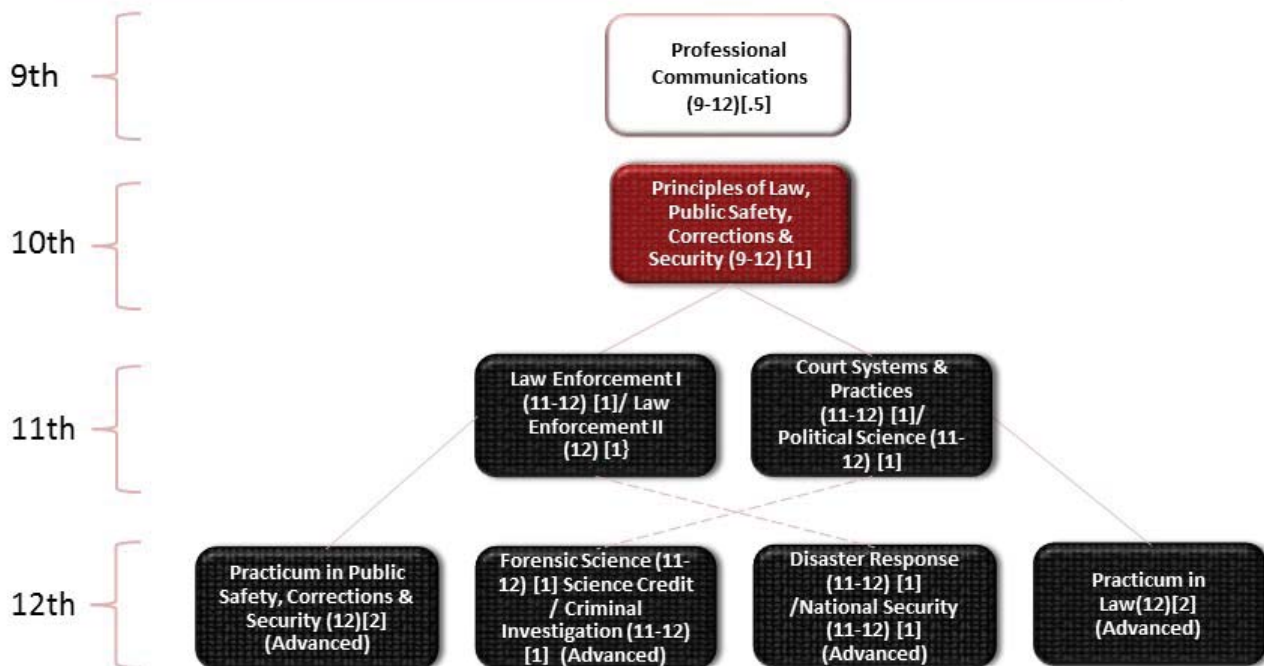 9th
Professional
Communications
(9-12)[.5]
10th
Principles of Law,
Public Safety,
Corrections &
Security (9-12) [1]
11th
Law Enforcement I
(11-12) [1]/ Law
Enforcement II
(12) [1}
Court Systems &
Practices
(11-12) [1]/
Political Science (11-
12) [1]
12th
Practicum in Public
Safety, Corrections &
Security (12)[2]
(Advanced)
Forensic Science (11-
12) [1] Science Credit
/ Criminal
Investigation (11-12)
[1] (Advanced)
Disaster Response
(11-12) [1]
/National Security
(11-12) [1]
(Advanced)
Practicum in
Law(12)[2]
(Advanced)